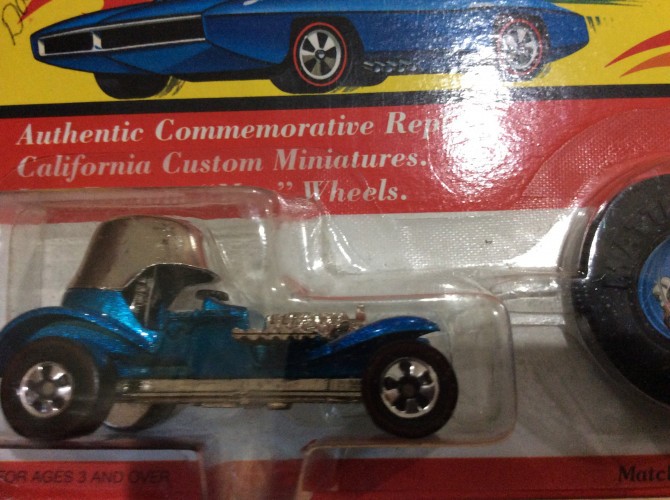 Authentic Commemorative Rep
California Custom Miniatures.
" Wheels.
FOR AGES 3 AND OVER
Match